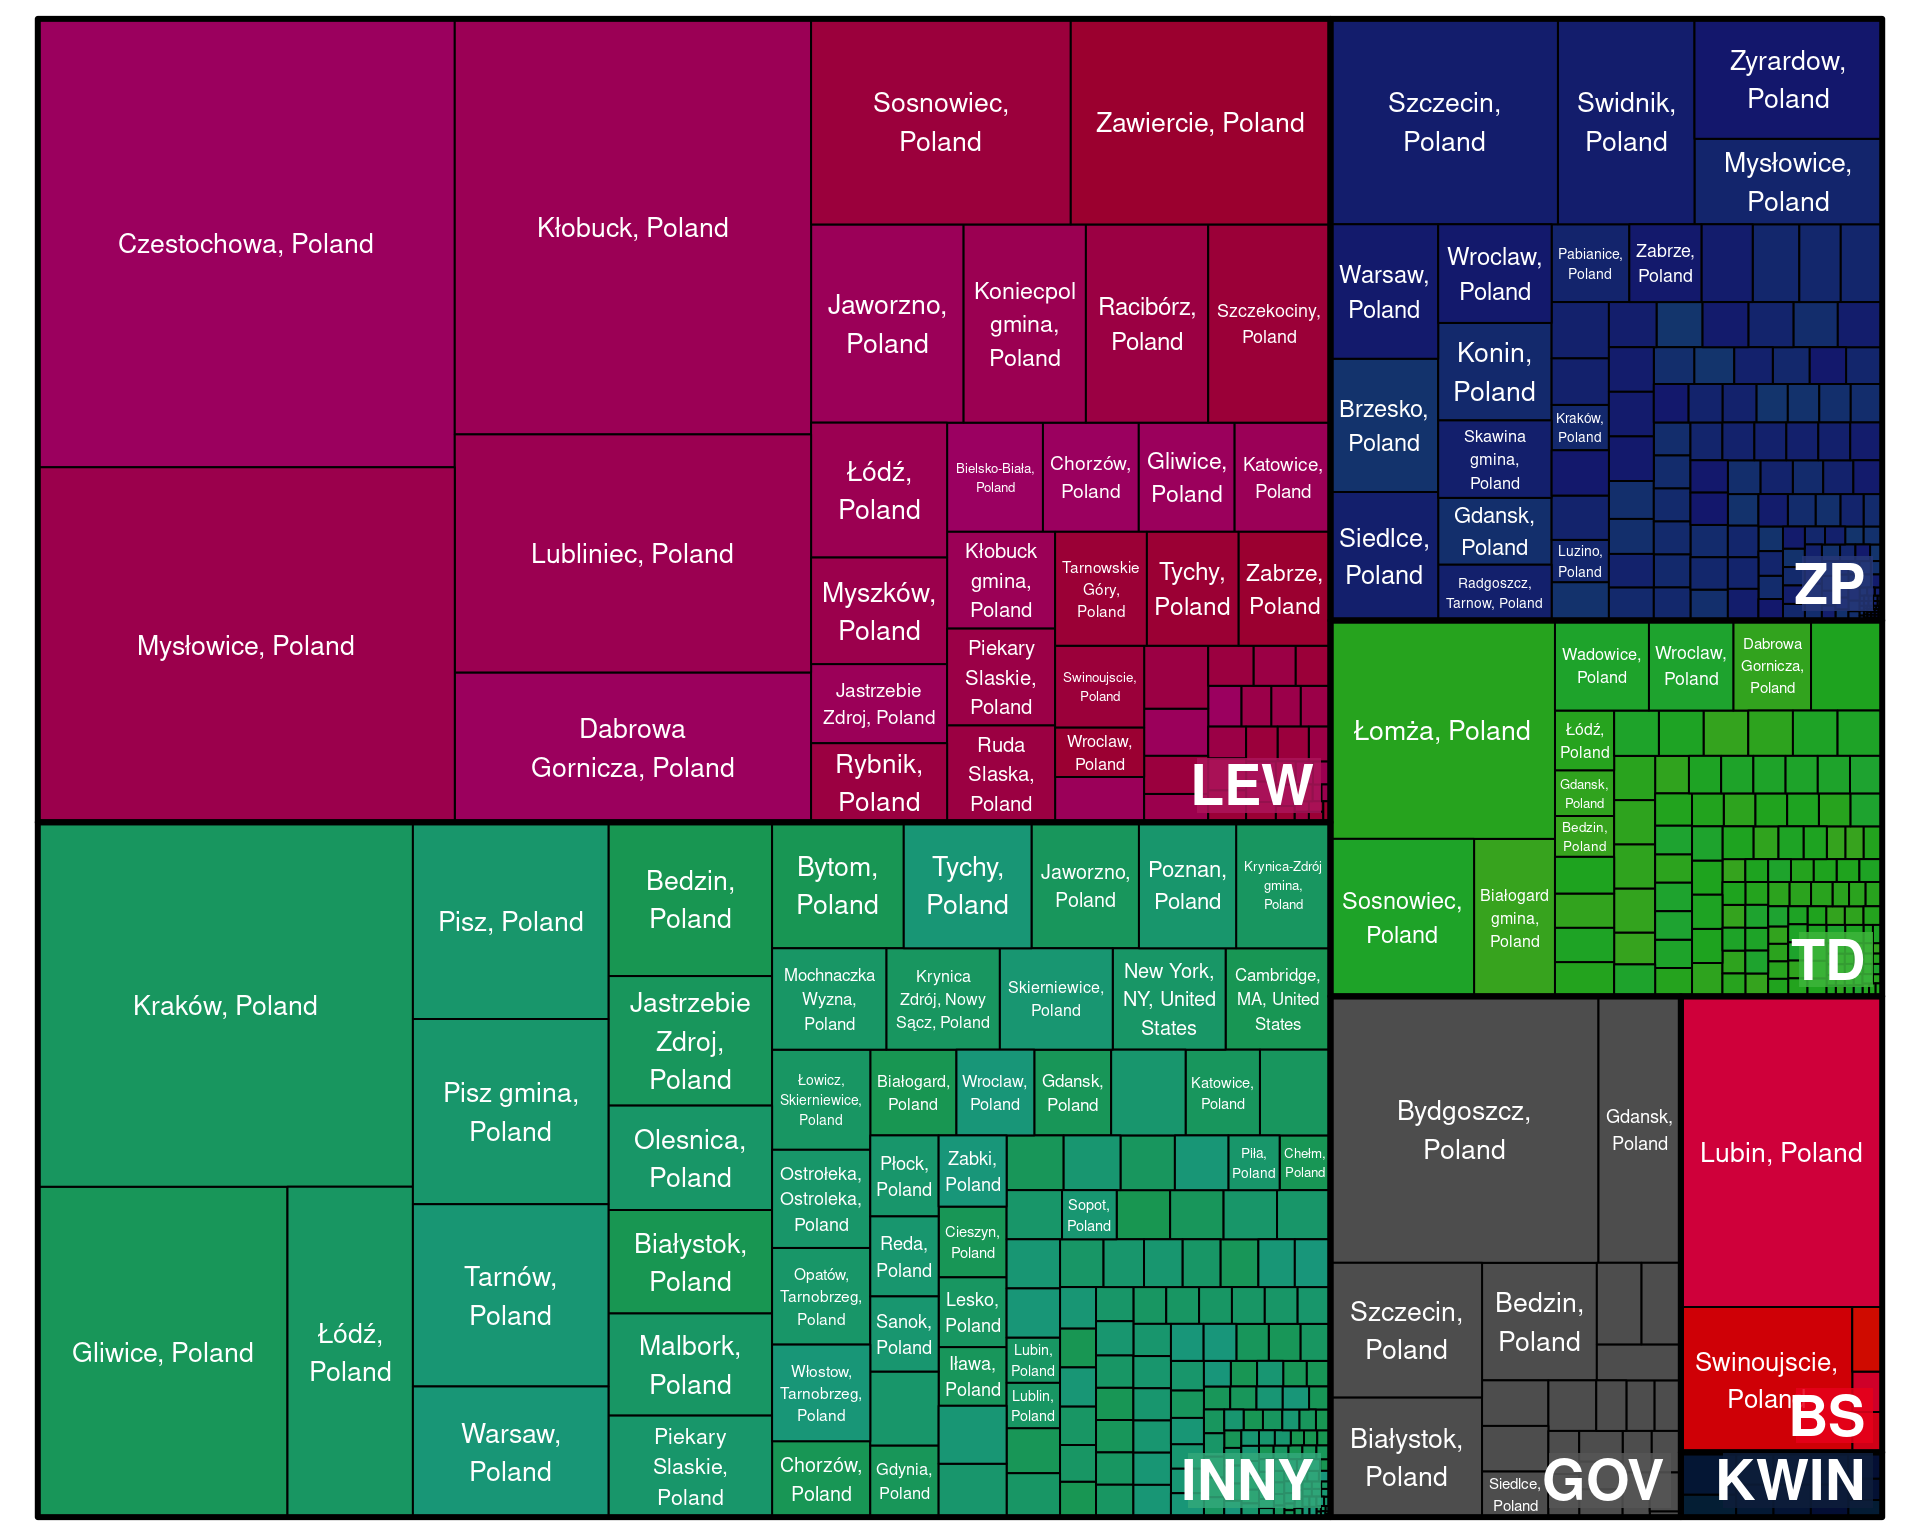 Czestochowa, Poland
Mysłowice, Poland
Kłobuck, Poland
Lubliniec, Poland
Dabrowa
Gornicza, Poland
Sosnowiec,
Poland
Zawiercie, Poland
Jaworzno,
Poland
Koniecpol
gmina,
Poland
Racibórz,
Poland
Szczekociny,
Poland
Łódź,
Poland
Myszków,
Poland
Jastrzebie
Zdroj, Poland
Rybnik,
Poland
Bielsko-Biała,
Poland
Chorzów,
Poland
Gliwice,
Poland
Katowice,
Poland
Kłobuck
gmina,
Poland
Piekary
Slaskie,
Poland
Ruda
Slaska,
Poland
Tarnowskie
Góry,
Poland
Tychy,
Poland
Zabrze,
Poland
Swinoujscie,
Poland
Wroclaw,
Poland
LEW
Szczecin,
Poland
Swidnik,
Poland
Zyrardow,
Poland
Mysłowice,
Poland
Warsaw,
Poland
Brzesko,
Poland
Siedlce,
Poland
Wroclaw,
Poland
Konin,
Poland
Skawina
gmina,
Poland
Gdansk,
Poland
Radgoszcz,
Tarnow, Poland
Pabianice,
Poland
Zabrze,
Poland
Kraków,
Poland
Luzino,
Poland
ZP
Łomża, Poland
Sosnowiec,
Poland
Białogard
gmina,
Poland
Wadowice,
Poland
Wroclaw,
Poland
Dabrowa
Gornicza,
Poland
Łódź,
Poland
Gdansk,
Poland
Bedzin,
Poland
TD
Kraków, Poland
Gliwice, Poland
Łódź,
Poland
Pisz, Poland
Pisz gmina,
Poland
Tarnów,
Poland
Warsaw,
Poland
Bedzin,
Poland
Jastrzebie
Zdroj,
Poland
Olesnica,
Poland
Białystok,
Poland
Malbork,
Poland
Piekary
Slaskie,
Poland
Bytom,
Poland
Tychy,
Poland
Jaworzno,
Poland
Poznan,
Poland
Krynica-Zdrój
gmina,
Poland
Mochnaczka
Wyzna,
Poland
Krynica
Zdrój, Nowy
Sącz, Poland
Skierniewice,
Poland
New York,
NY, United
States
Cambridge,
MA, United
States
Łowicz,
Skierniewice,
Poland
Ostrołeka,
Ostroleka,
Poland
Opatów,
Tarnobrzeg,
Poland
Włostow,
Tarnobrzeg,
Poland
Chorzów,
Poland
Białogard,
Poland
Wroclaw,
Poland
Gdansk,
Poland
Katowice,
Poland
Płock,
Poland
Reda,
Poland
Sanok,
Poland
Gdynia,
Poland
Zabki,
Poland
Cieszyn,
Poland
Lesko,
Poland
Iława,
Poland
Piła,
Poland
Chełm,
Poland
Sopot,
Poland
Lubin,
Poland
Lublin,
Poland
INNY
Bydgoszcz,
Poland
Gdansk,
Poland
Szczecin,
Poland
Białystok,
Poland
Bedzin,
Poland
Siedlce,
Poland
GOV
Lubin, Poland
Swinoujscie,
Poland
BS
KWIN